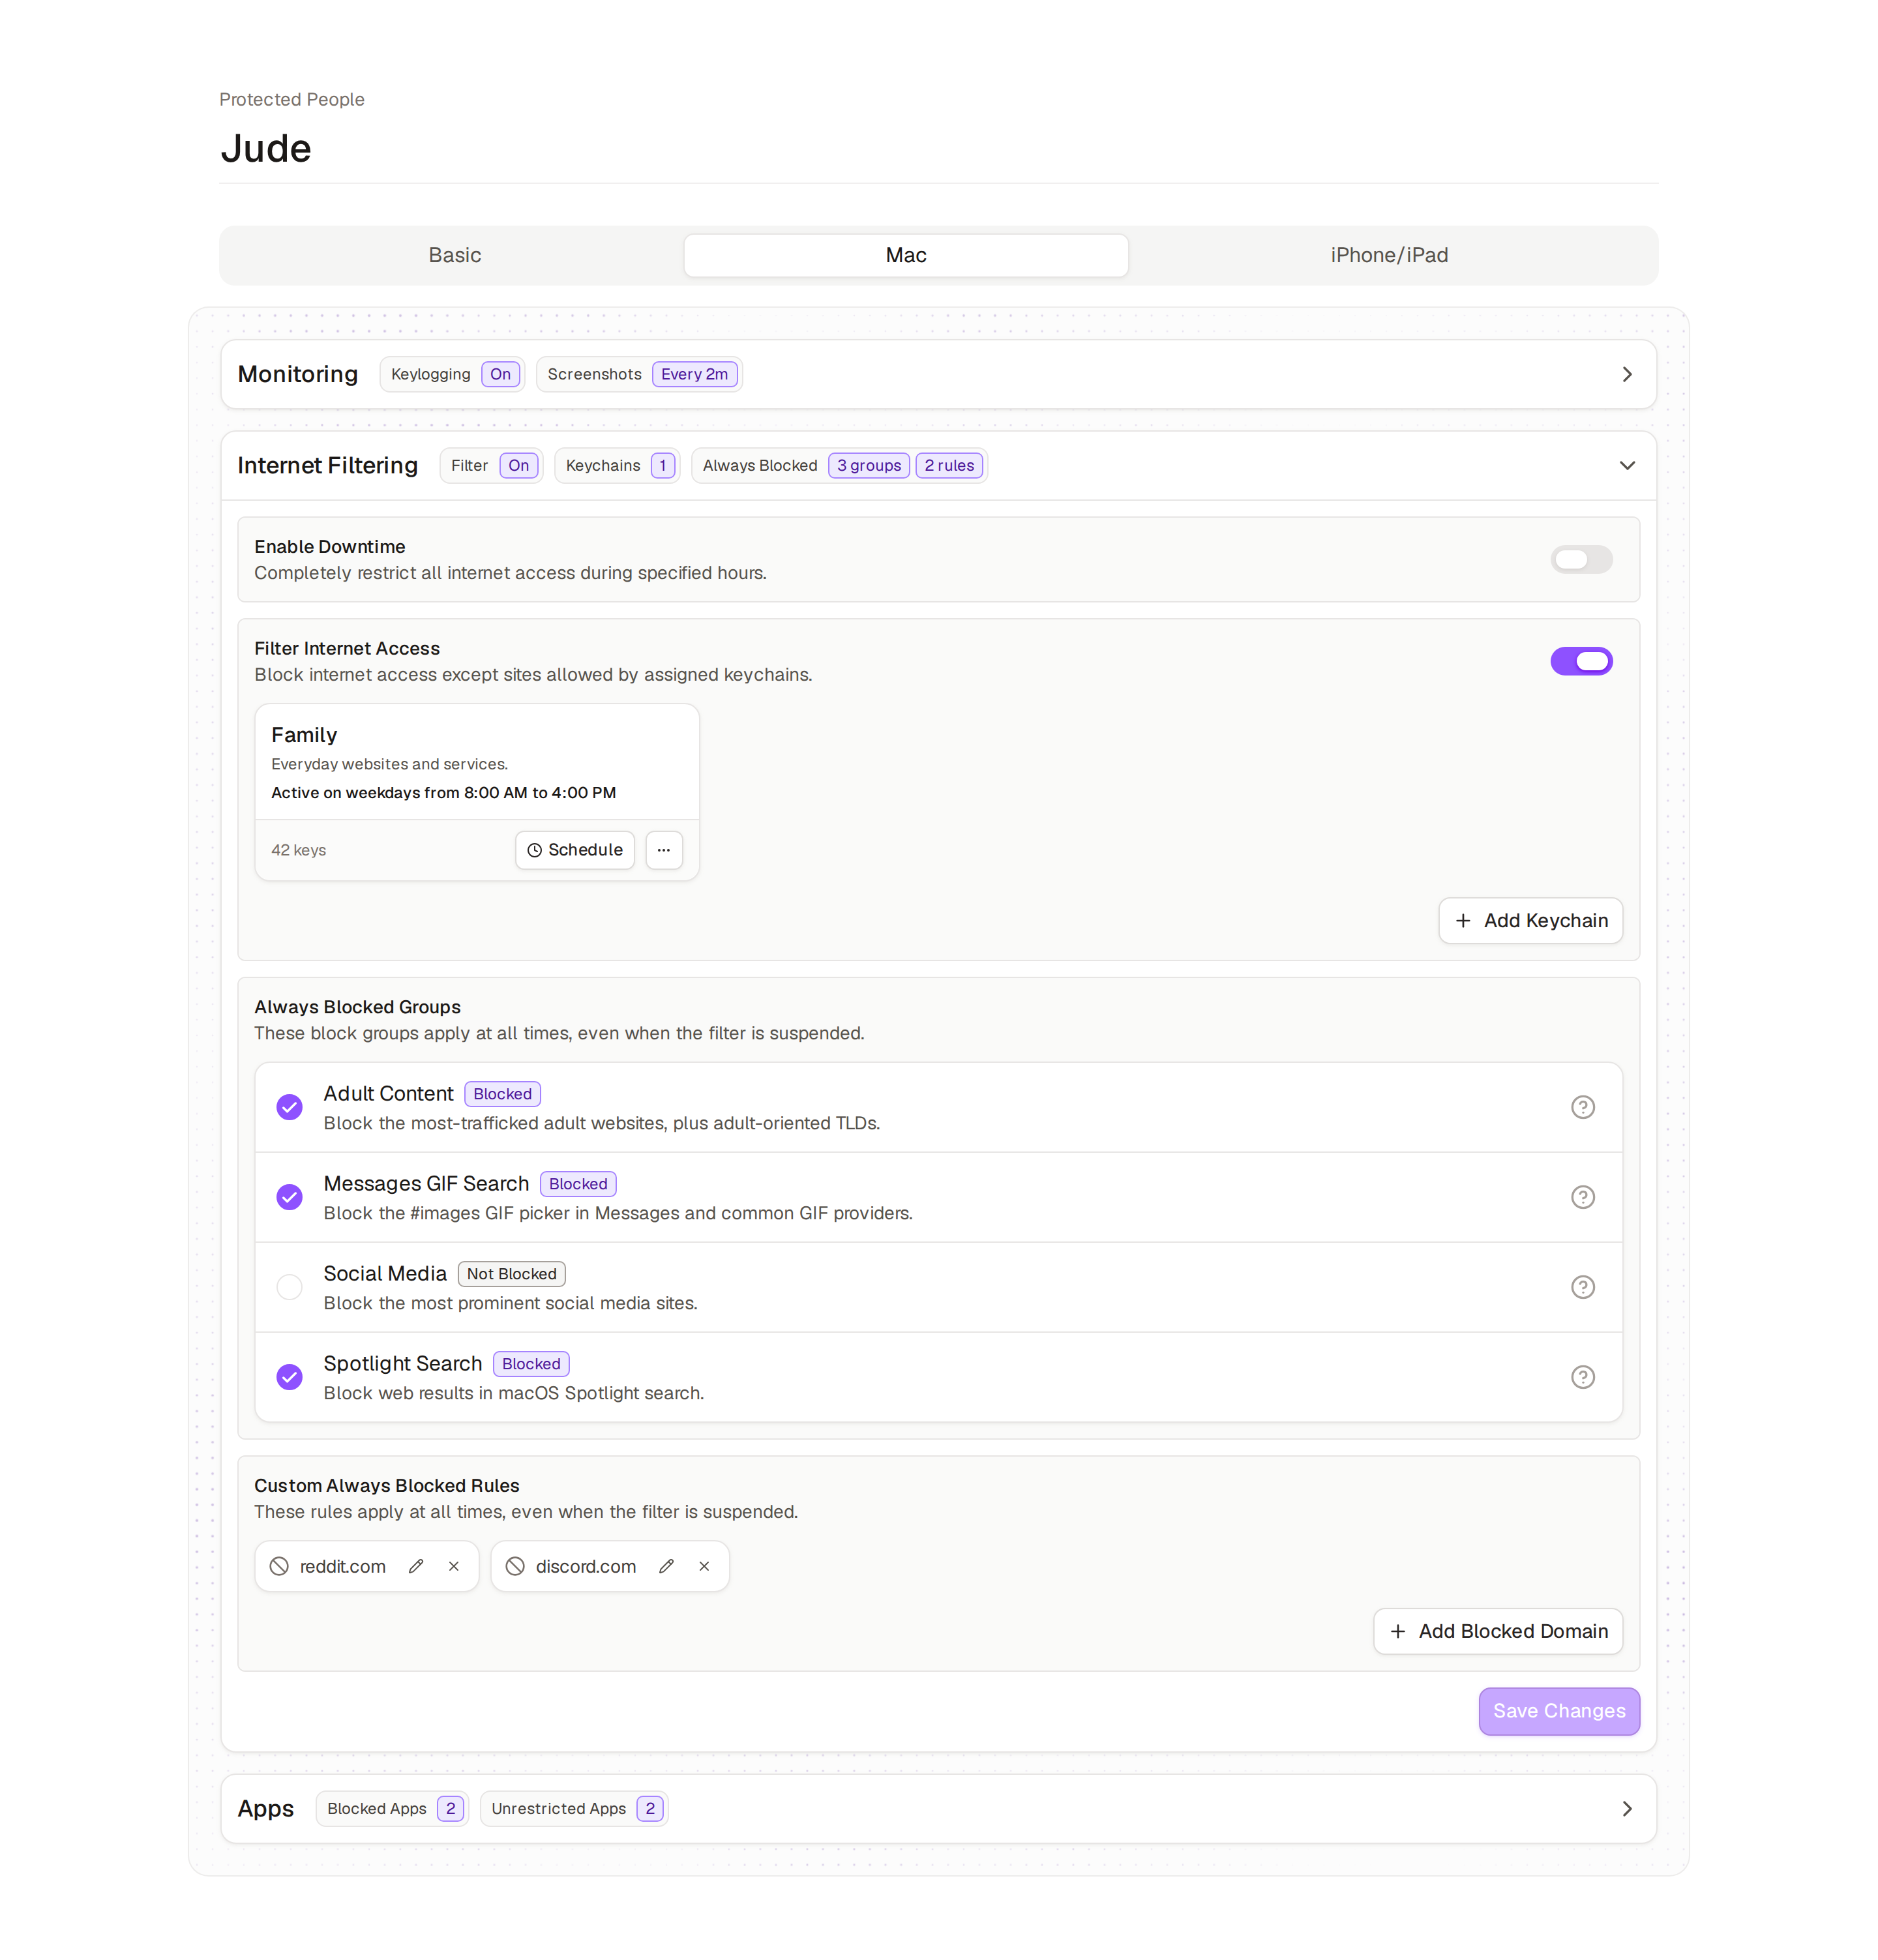 Protected People
Jude
Basic Mac iPhone/iPad
Monitoring Keylogging On Screenshots Every 2m
Internet Filtering Filter On Keychains 1 Always Blocked 3 groups 2 rules
Enable Downtime
Completely restrict all internet access during specified hours.
Filter Internet Access
Block internet access except sites allowed by assigned keychains.
Family
Everyday websites and services.
Active on weekdays from 8:00 AM to 4:00 PM
42 keys Schedule
Add Keychain
Always Blocked Groups
These block groups apply at all times, even when the filter is suspended.
Adult Content Blocked
Block the most-trafficked adult websites, plus adult-oriented TLDs.
Messages GIF Search Blocked
Block the #images GIF picker in Messages and common GIF providers.
Social Media Not Blocked
Block the most prominent social media sites.
Spotlight Search Blocked
Block web results in macOS Spotlight search.
Custom Always Blocked Rules
These rules apply at all times, even when the filter is suspended.
reddit.com discord.com
Add Blocked Domain
Save Changes
Apps Blocked Apps 2 Unrestricted Apps 2